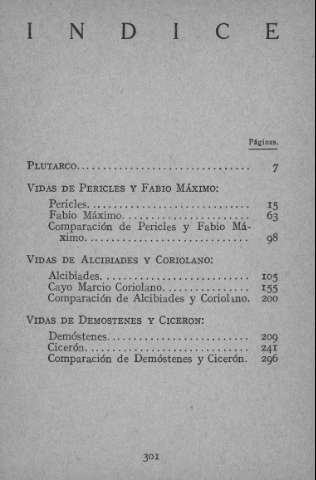 I N D I C E
Páginas.
PLUTARCO.............................. 7
VIDAS DE PERICLES Y FABIO MÁXIMO:
Pericles............................ 15
Fabio Máximo...................... 63
Comparación de Pericles y Fabio Má-
ximo............................ 98
VIDAS DE ALCIBIADES Y CORIOLANO:
Alcibiades......................... 105
Cayo Marcio Coriolano............... 155
Comparación de Alcibiades y Coriolano. 200
VIDAS DE DEMOSTENES Y CICERON:
Demóstenes........................ 209
Cicerón............................ 241
Comparación de Demóstenes y Cicerón. 296
301